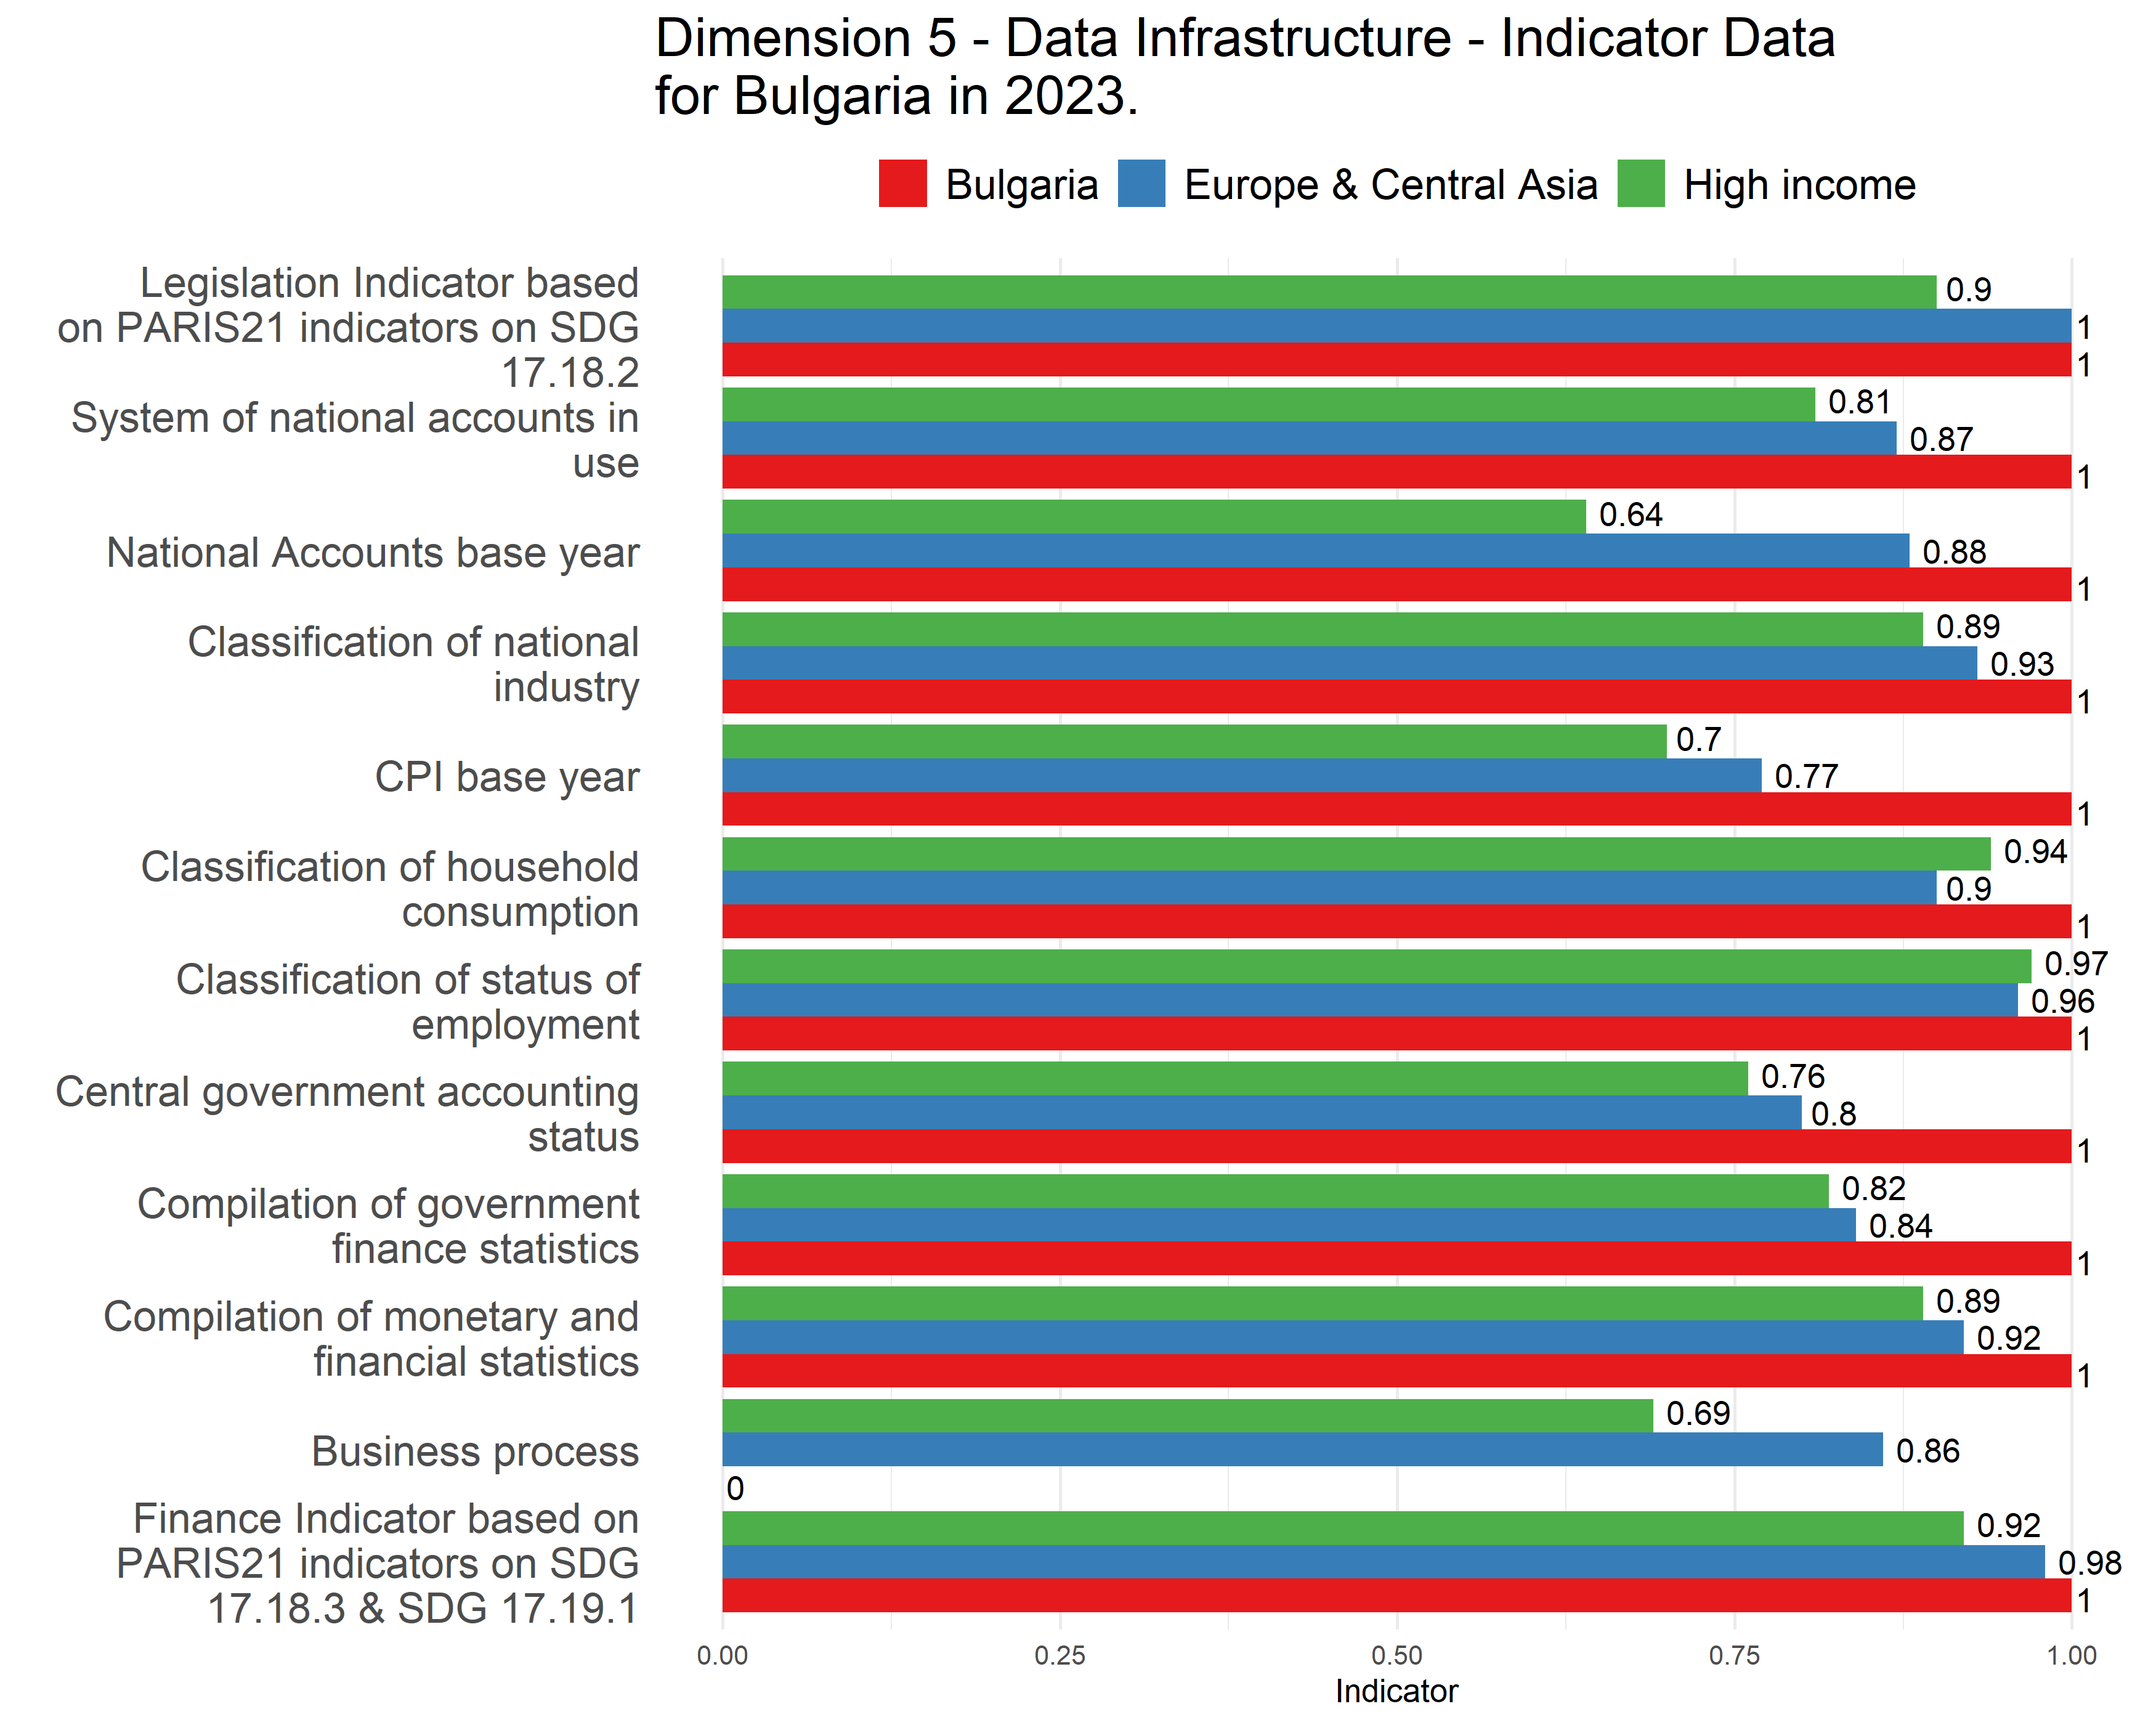 Dimension 5 - Data Infrastructure - Indicator Data
for Bulgaria in 2023.
Bulgaria
Europe & Central Asia
High income
Legislation Indicator based
on PARIS21 indicators on SDG
17.18.2
0.9
1
1
System of national accounts in
use
0.81
0.87
1
National Accounts base year
0.64
0.88
1
Classification of national
industry
0.89
0.93
1
CPI base year
0.7
0.77
1
Classification of household
consumption
0.94
0.9
1
Classification of status of
employment
0.97
0.96
1
Central government accounting
status
0.76
0.8
1
Compilation of government
finance statistics
0.82
0.84
1
Compilation of monetary and
financial statistics
0.89
0.92
1
Business process
0.69
0.86
0
Finance Indicator based on
PARIS21 indicators on SDG
17.18.3 & SDG 17.19.1
0.92
0.98
1
0.00
0.25
0.50
0.75
1.00
Indicator